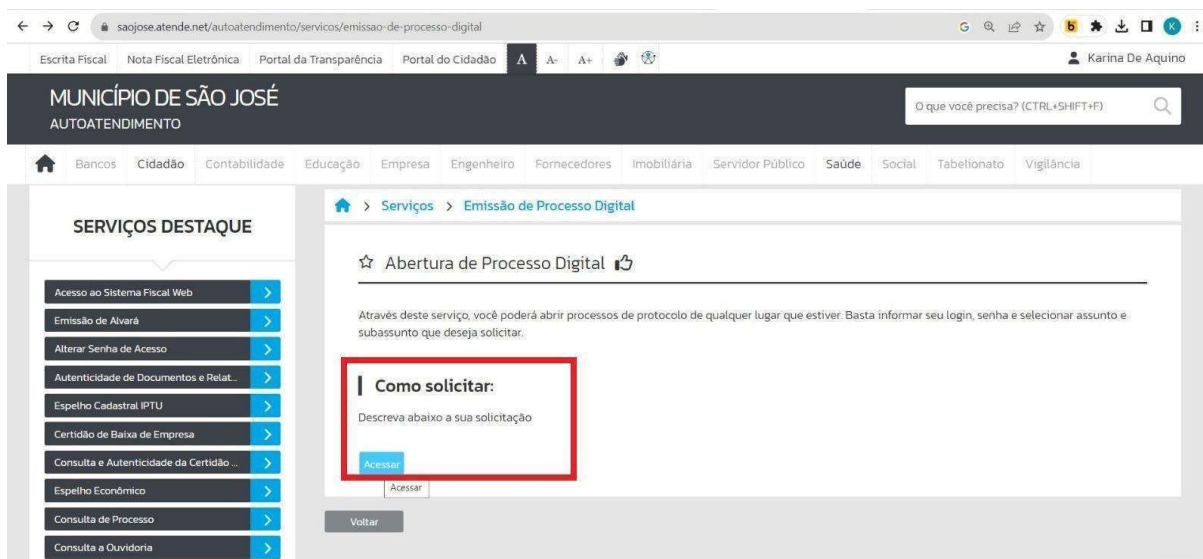 saojose.atende.net/autoatendimento/servicos/emissao-de-processo-digital
Escrita Fiscal Nota Fiscal Eletrônica Portal da Transparência Portal do Cidadão A A- A+ Karina De Aquino
MUNICÍPIO DE SÃO JOSÉ
AUTOATENDIMENTO
O que você precisa? (CTRL+SHIFT+F)
Bancos Cidadão Contabilidade Educação Empresa Engenheiro Fornecedores Imobiliária Servidor Público Saúde Social Tabelionato Vigilância
SERVIÇOS DESTAQUE
Acesso ao Sistema Fiscal Web
Emissão de Alvará
Alterar Senha de Acesso
Autenticidade de Documentos e Relat...
Espelho Cadastral IPTU
Certidão de Baixa de Empresa
Consulta e Autenticidade da Certidão ...
Espelho Econômico
Consulta de Processo
Consulta a Ouvidoria
> Serviços > Emissão de Processo Digital
Abertura de Processo Digital
Através deste serviço, você poderá abrir processos de protocolo de qualquer lugar que estiver. Basta informar seu login, senha e selecionar assunto e
subassunto que deseja solicitar.
Como solicitar:
Descreva abaixo a sua solicitação
Acessar
Acessar
Voltar